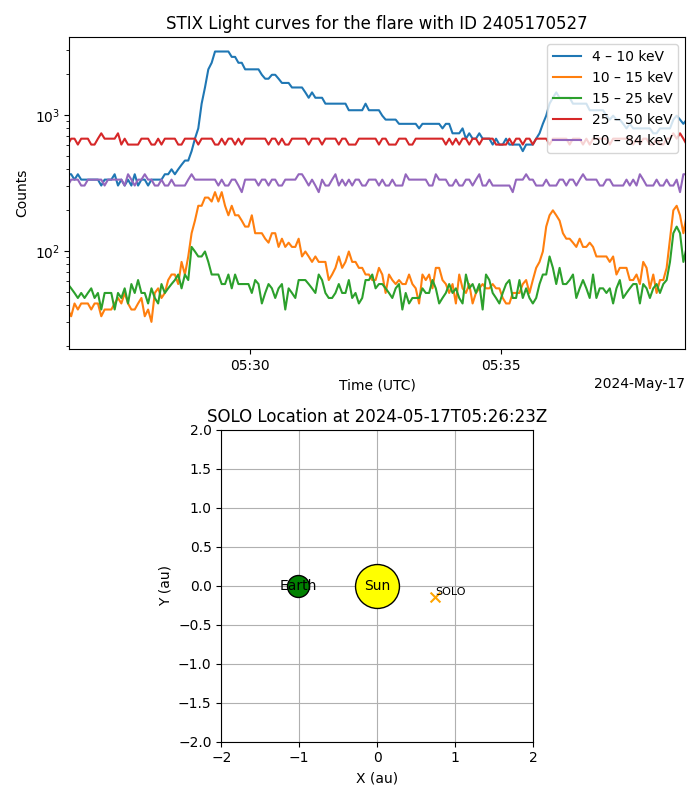 STIX Light curves for the flare with ID 2405170527
4 – 10 keV
10 – 15 keV
15 – 25 keV
25 – 50 keV
50 – 84 keV
10³
10²
Counts
05:30
05:35
Time (UTC)
2024-May-17
SOLO Location at 2024-05-17T05:26:23Z
2.0
1.5
1.0
0.5
0.0
−0.5
−1.0
−1.5
−2.0
Y (au)
Earth
Sun
SOLO
−2
−1
0
1
2
X (au)